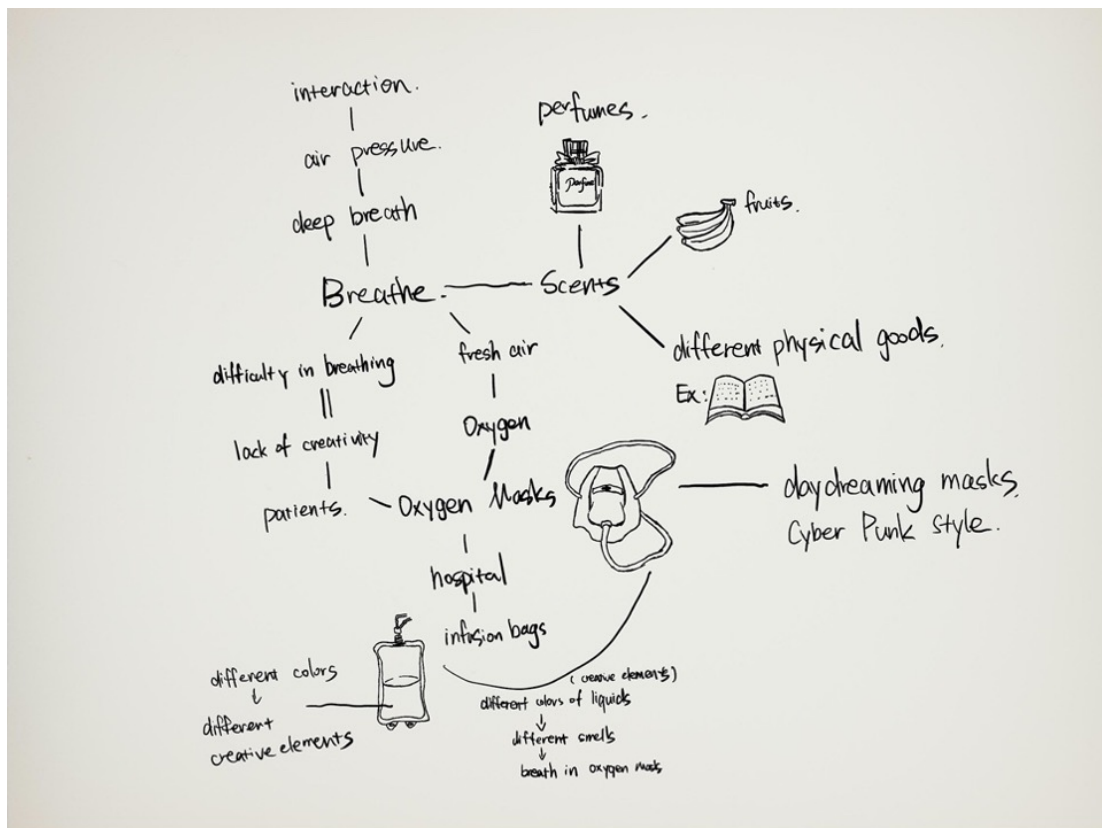 interaction.
air pressure.
deep breath
Breathe.
perfumes.
Perfume
fruits.
Scents
different physical goods.
Ex:
difficulty in breathing
lack of creativity
patients.
fresh air
Oxygen
Oxygen Masks
daydreaming masks.
Cyber Punk style.
hospital
infusion bags
different colors
different
creative elements
(creative elements)
different colors of liquids
different smells
breath in oxygen mask